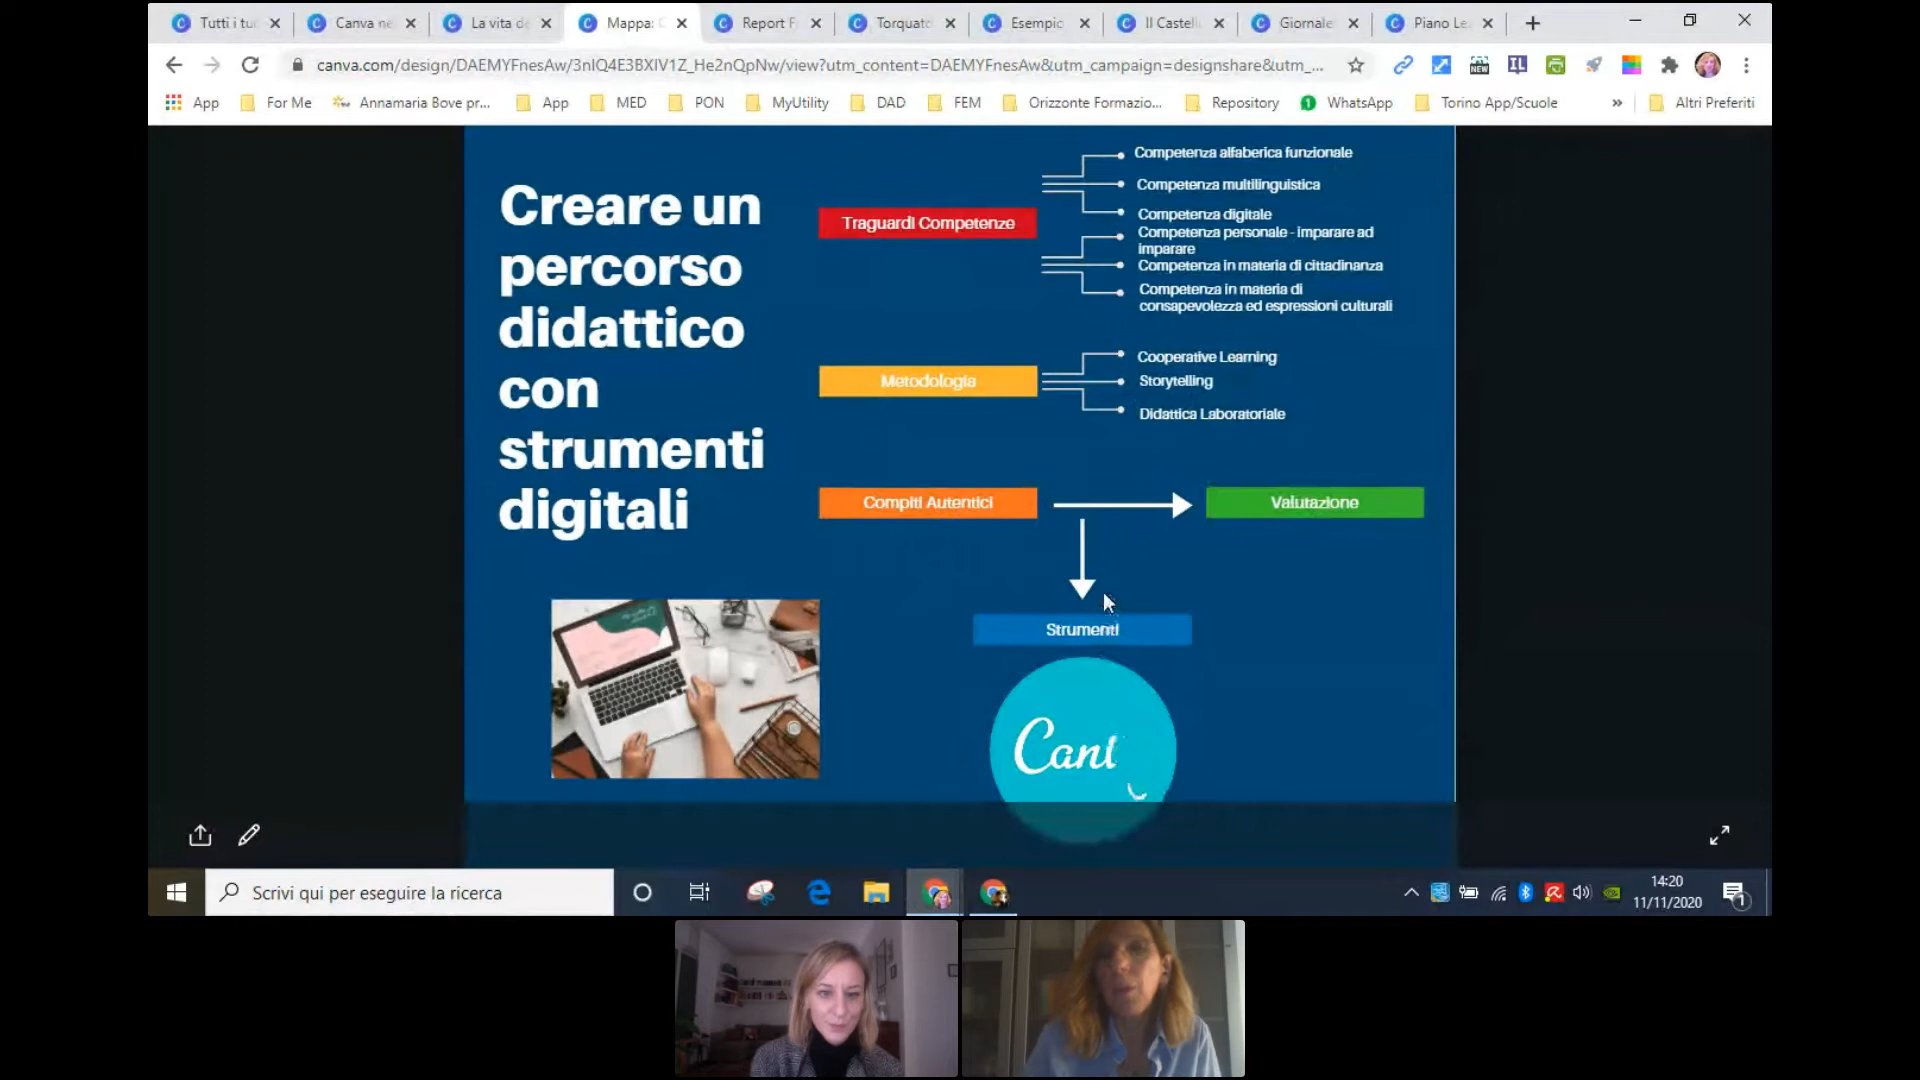 Tutti i tu
Canva ne
La vita de
Mappa: C
Report F
Torquato
Esempio
Il Castell
Giornale
Piano Le
canva.com/design/DAEMYFnesAw/3nIQ4E3BXIV1Z_He2nQpNw/view?utm_content=DAEMYFnesAw&utm_campaign=designshare&utm_...
App
For Me
Annamaria Bove pr...
App
MED
PON
MyUtility
DAD
FEM
Orizzonte Formazio...
Repository
WhatsApp
Torino App/Scuole
»
Altri Preferiti
Creare un
percorso
didattico
con
strumenti
digitali
Traguardi Competenze
Competenza alfaberica funzionale
Competenza multilinguistica
Competenza digitale
Competenza personale - imparare ad
imparare
Competenza in materia di cittadinanza
Competenza in materia di
consapevolezza ed espressioni culturali
Metodologia
Cooperative Learning
Storytelling
Didattica Laboratoriale
Compiti Autentici
Valutazione
Strumenti
Canv
Scrivi qui per eseguire la ricerca
14:20
11/11/2020
1